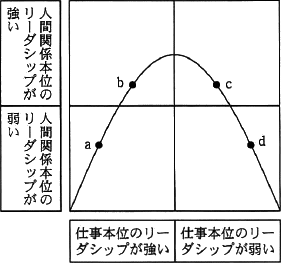 人間関係本位の
リーダシップが
強い
人間関係本位の
リーダシップが
弱い
b
c
a
d
仕事本位のリー
ダシップが強い
仕事本位のリー
ダシップが弱い